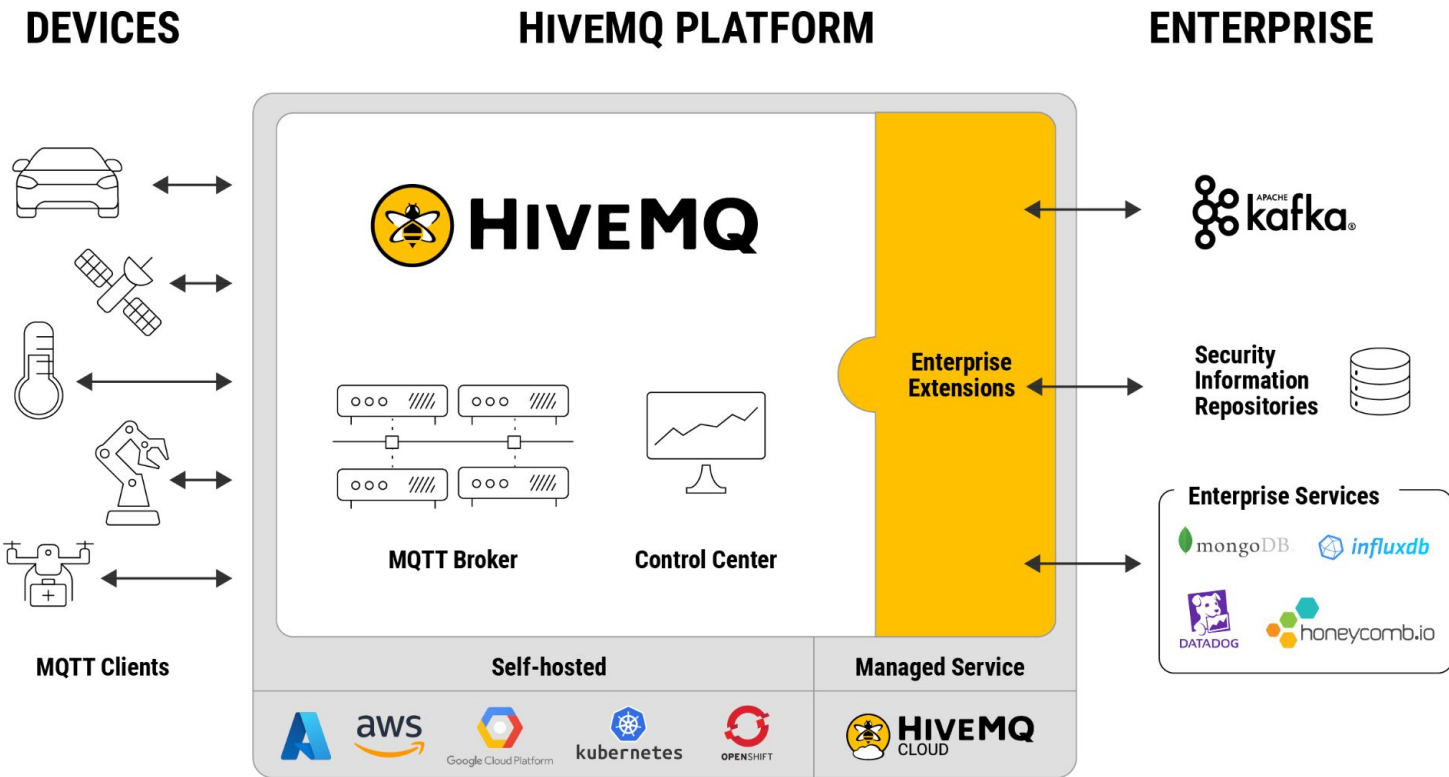 DEVICES
HIVEMQ PLATFORM
ENTERPRISE
HIVEMQ
APACHE
kafka®
Enterprise
Extensions
Security
Information
Repositories
MQTT Broker
Control Center
Enterprise Services
mongoDB
influxdb
DATADOG
honeycomb.io
MQTT Clients
Self-hosted
Managed Service
aws
Google Cloud Platform
kubernetes
OPENSHIFT
HIVEMQ
CLOUD